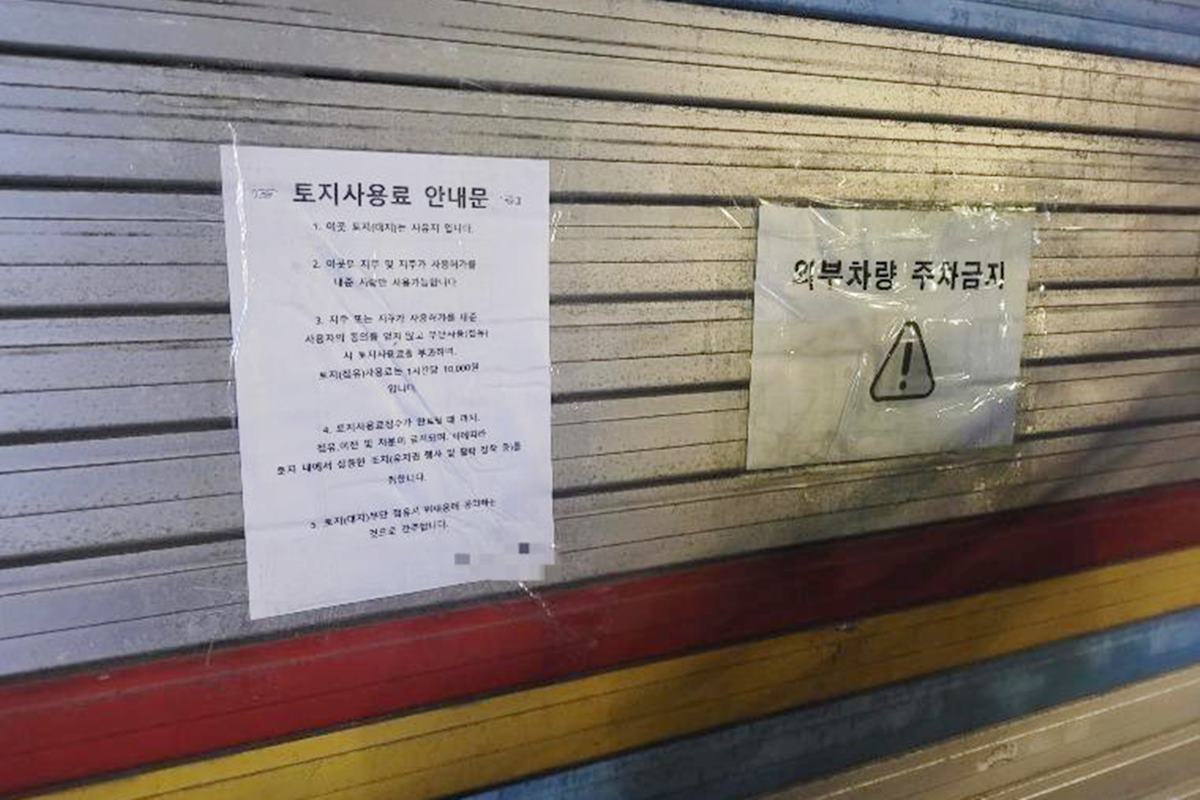 토지사용료 안내문
1. 이곳 토지(대지)는 사유지 입니다.
2. 이곳은 지주 및 지주가 사용허가를
내준 사람만 사용가능합니다
3. 지주 또는 지주가 사용허가를 내준
사용자의 동의를 얻지 않고 무단사용(점유)
시 토지사용료를 부과하며,
토지(점유)사용료는 1시간당 10,000원
입니다.
4. 토지사용료징수가 완료될 때 까지,
점유 이전 및 처분이 금지되며, 이에따라
토지 내에서 상응한 조치(유치권 행사 및 창착 등)를
취합니다.
5. 토지(대지)무단 점유시 위내용에 동의하는
것으로 간주합니다.
외부차량 주차금지